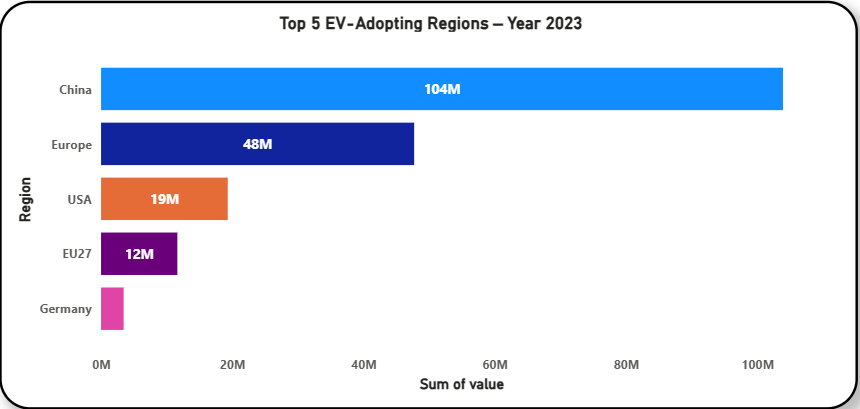 Top 5 EV-Adopting Regions – Year 2023
Region
China
104M
Europe
48M
USA
19M
EU27
12M
Germany
0M 20M 40M 60M 80M 100M
Sum of value